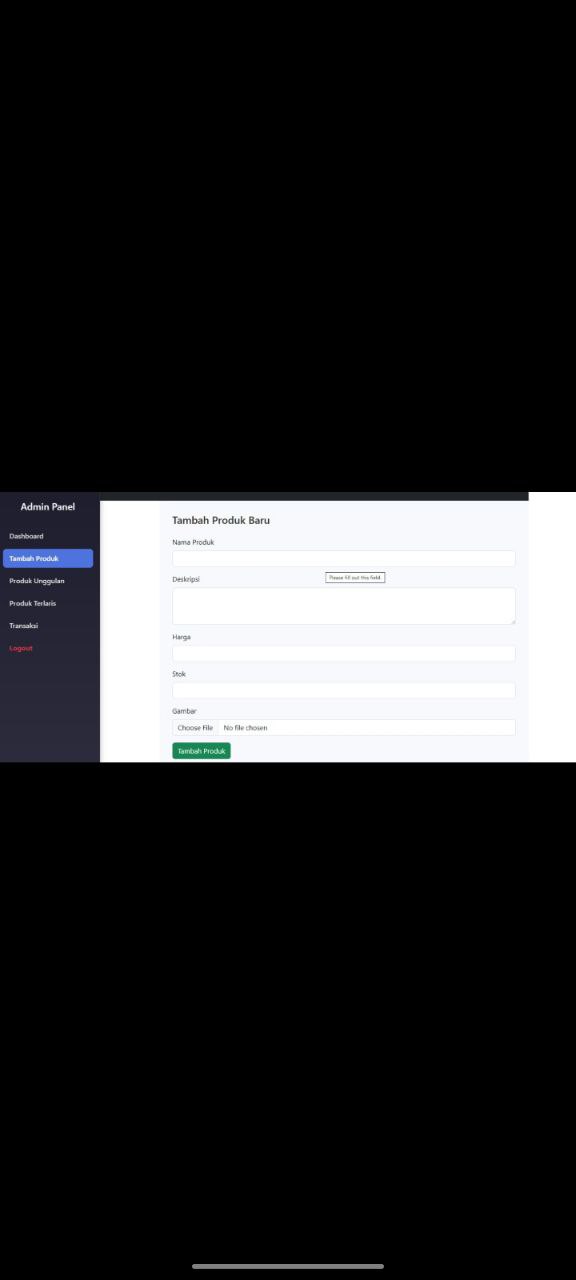 Admin Panel
Dashboard
Tambah Produk
Produk Unggulan
Produk Terlaris
Transaksi
Logout
Tambah Produk Baru
Nama Produk
Please fill out this field.
Deskripsi
Harga
Stok
Gambar
Choose File No file chosen
Tambah Produk